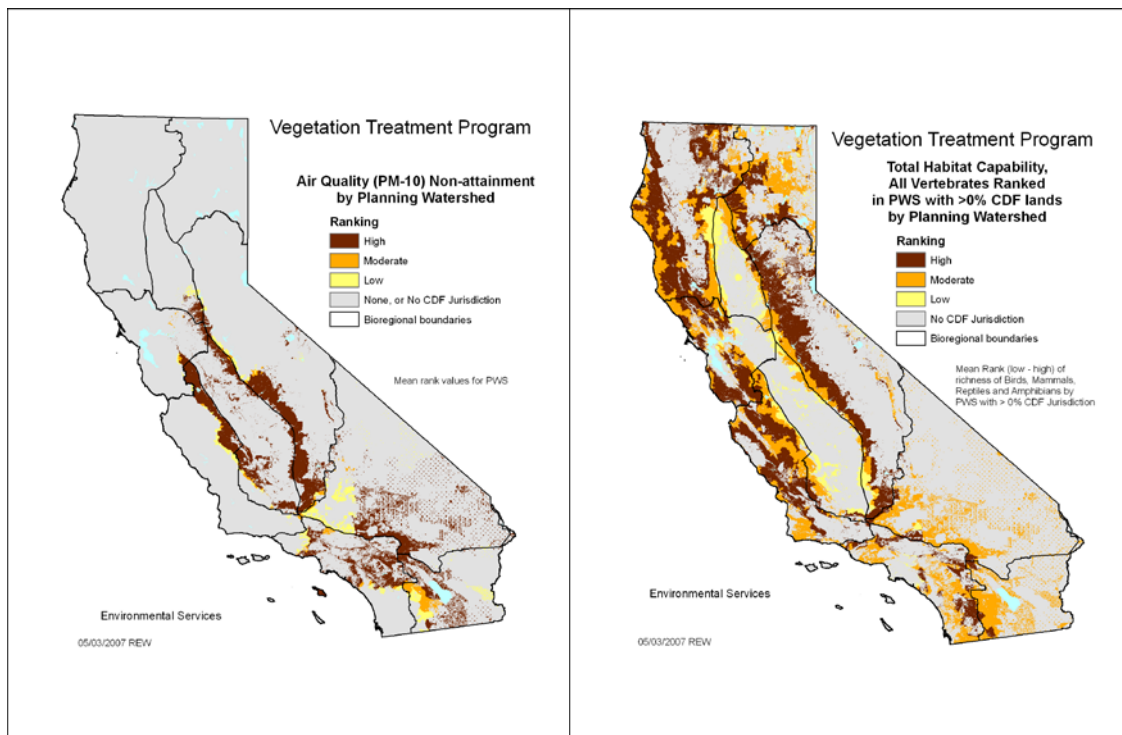 Vegetation Treatment Program
Air Quality (PM-10) Non-attainment
by Planning Watershed
Ranking
High
Moderate
Low
None, or No CDF Jurisdiction
Bioregional boundaries
Mean rank values for PWS
Environmental Services
05/03/2007 REW
Vegetation Treatment Program
Total Habitat Capability,
All Vertebrates Ranked
in PWS with >0% CDF lands
by Planning Watershed
Ranking
High
Moderate
Low
No CDF Jurisdiction
Bioregional boundaries
Mean Rank (low - high) of
richness of Birds, Mammals,
Reptiles and Amphibians by
PWS with > 0% CDF Jurisdiction
Environmental Services
05/03/2007 REW